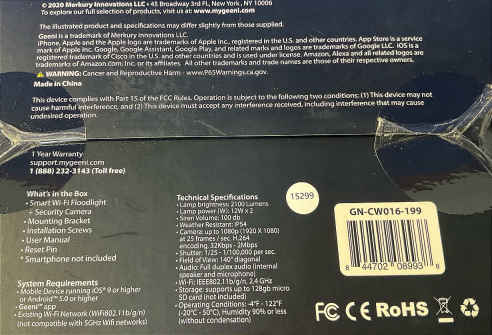 © 2020 Merkury Innovations LLC • 45 Broadway 3rd Fl, New York, NY 10006
To explore our full selection of products, visit us at: www.mygeeni.com
The illustrated product and specifications may differ slightly from those supplied.
Geeni is a trademark of Merkury Innovations LLC.
iPhone, Apple and the Apple logo are trademarks of Apple Inc., registered in the U.S. and other countries. App Store is a service
mark of Apple Inc. Google, Google Assistant, Google Play, and related marks and logos are trademarks of Google LLC. iOS is a
registered trademark of Cisco in the U.S. and other countries and is used under license. Amazon, Alexa and all related logos are
trademarks of Amazon.com, Inc. or its affiliates. All other trademarks and trade names are those of their respective owners.
WARNING: Cancer and Reproductive Harm - www.P65Warnings.ca.gov.
Made in China
This device complies with Part 15 of the FCC Rules. Operation is subject to the following two conditions: (1) This device may not
cause harmful interference, and (2) This device must accept any interference received, including interference that may cause
undesired operation.
1 Year Warranty
support.mygeeni.com
1 (888) 232-3143 (Toll free)
What's in the Box
• Smart Wi-Fi Floodlight
+ Security Camera
• Mounting Bracket
• Installation Screws
• User Manual
• Reset Pin
* Smartphone not included
System Requirements
• Mobile Device running iOS® 9 or higher
or Android™ 5.0 or higher
• Geeni™ app
• Existing Wi-Fi Network (WiFi802.11b/g/n)
(not compatible with 5GHz Wifi networks)
Technical Specifications
• Lamp brightness: 2100 Lumens
• Lamp power (W): 12W x 2
• Siren Volume: 100 db
• Weather Resistant: IP54
• Camera: up to 1080p (1920 X 1080)
at 25 frames / sec, H.264
encoding: 32Kbps - 2Mbps
• Shutter: 1/25 - 1/100,000 per sec.
• Field of View: 140° diagonal
• Audio: Full duplex audio (internal
speaker and microphone)
• Wi-Fi: IEEE802.11b/g/n, 2.4 GHz
• Storage: supports up to 128gb micro
SD card (not included)
• Operating Conditions: -4°F - 122°F
(-20°C - 50°C), Humidity 90% or less
(without condensation)
15299
GN-CW016-199
8 44702 08993 8
FC CE RoHS